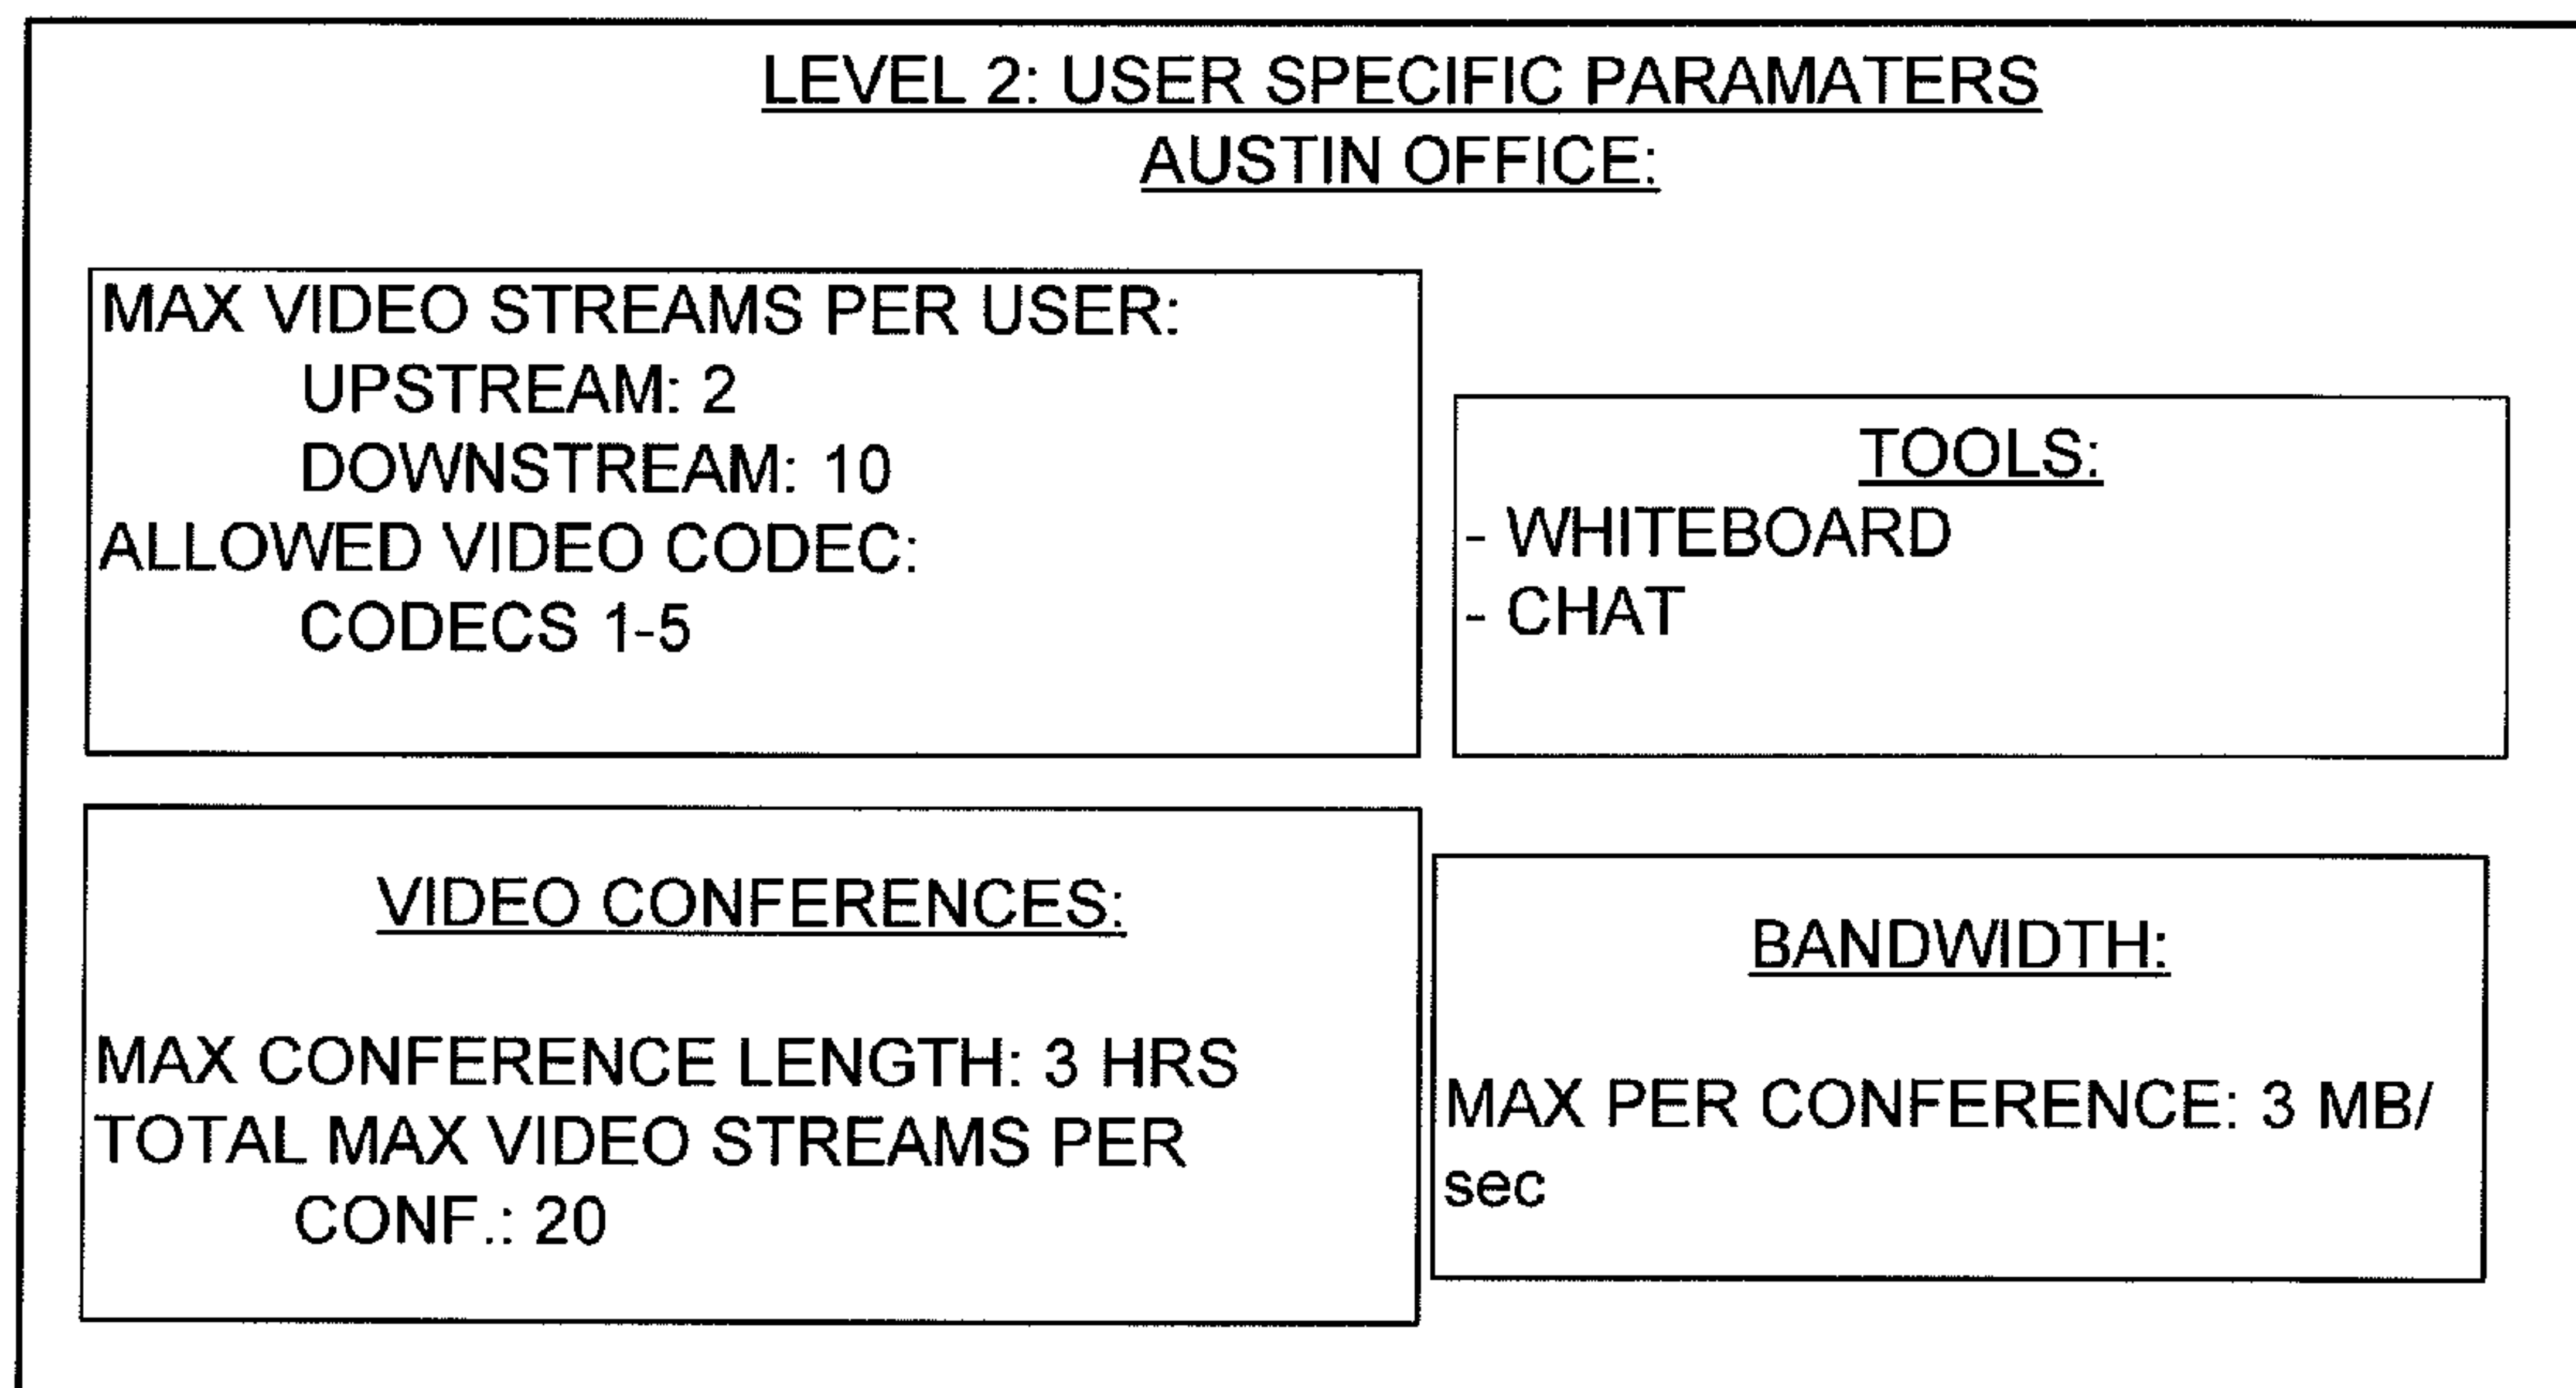 LEVEL 2: USER SPECIFIC PARAMATERS
AUSTIN OFFICE:
MAX VIDEO STREAMS PER USER:
UPSTREAM: 2
DOWNSTREAM: 10
ALLOWED VIDEO CODEC:
CODECS 1-5
TOOLS:
- WHITEBOARD
- CHAT
VIDEO CONFERENCES:
MAX CONFERENCE LENGTH: 3 HRS
TOTAL MAX VIDEO STREAMS PER
CONF.: 20
BANDWIDTH:
MAX PER CONFERENCE: 3 MB/
sec